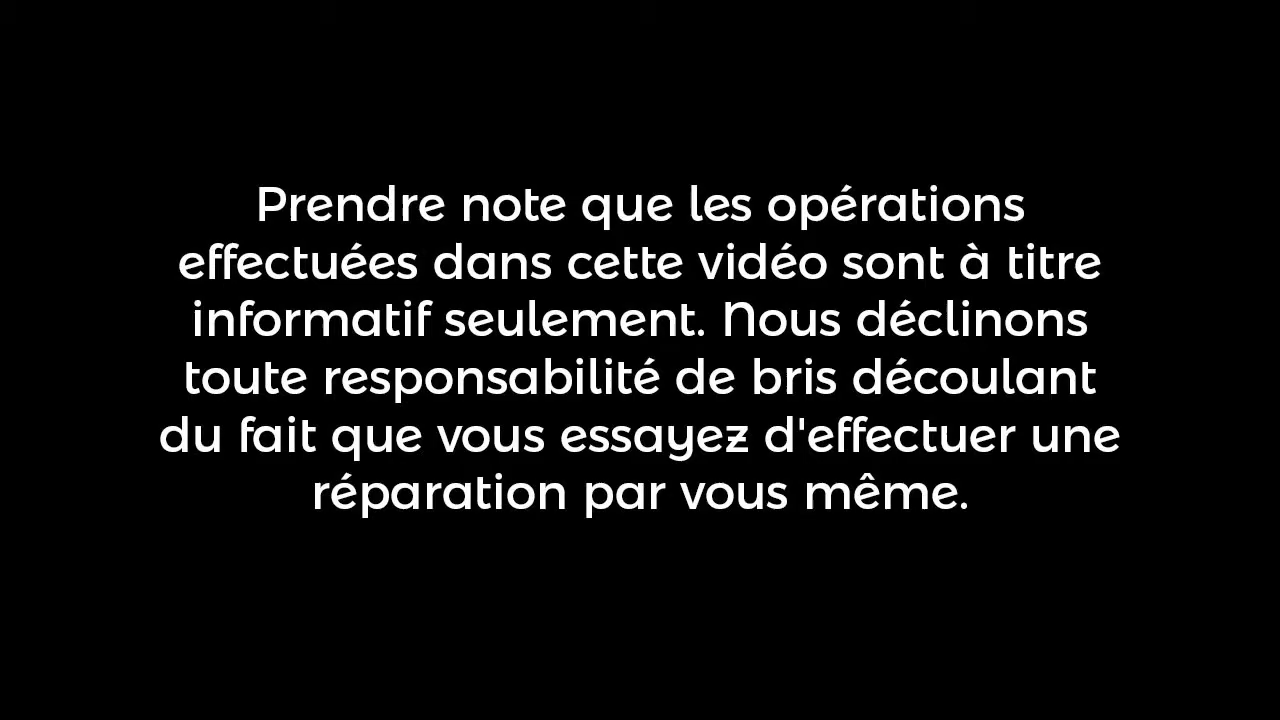 Prendre note que les opérations
effectuées dans cette vidéo sont à titre
informatif seulement. Nous déclinons
toute responsabilité de bris découlant
du fait que vous essayez d'effectuer une
réparation par vous même.